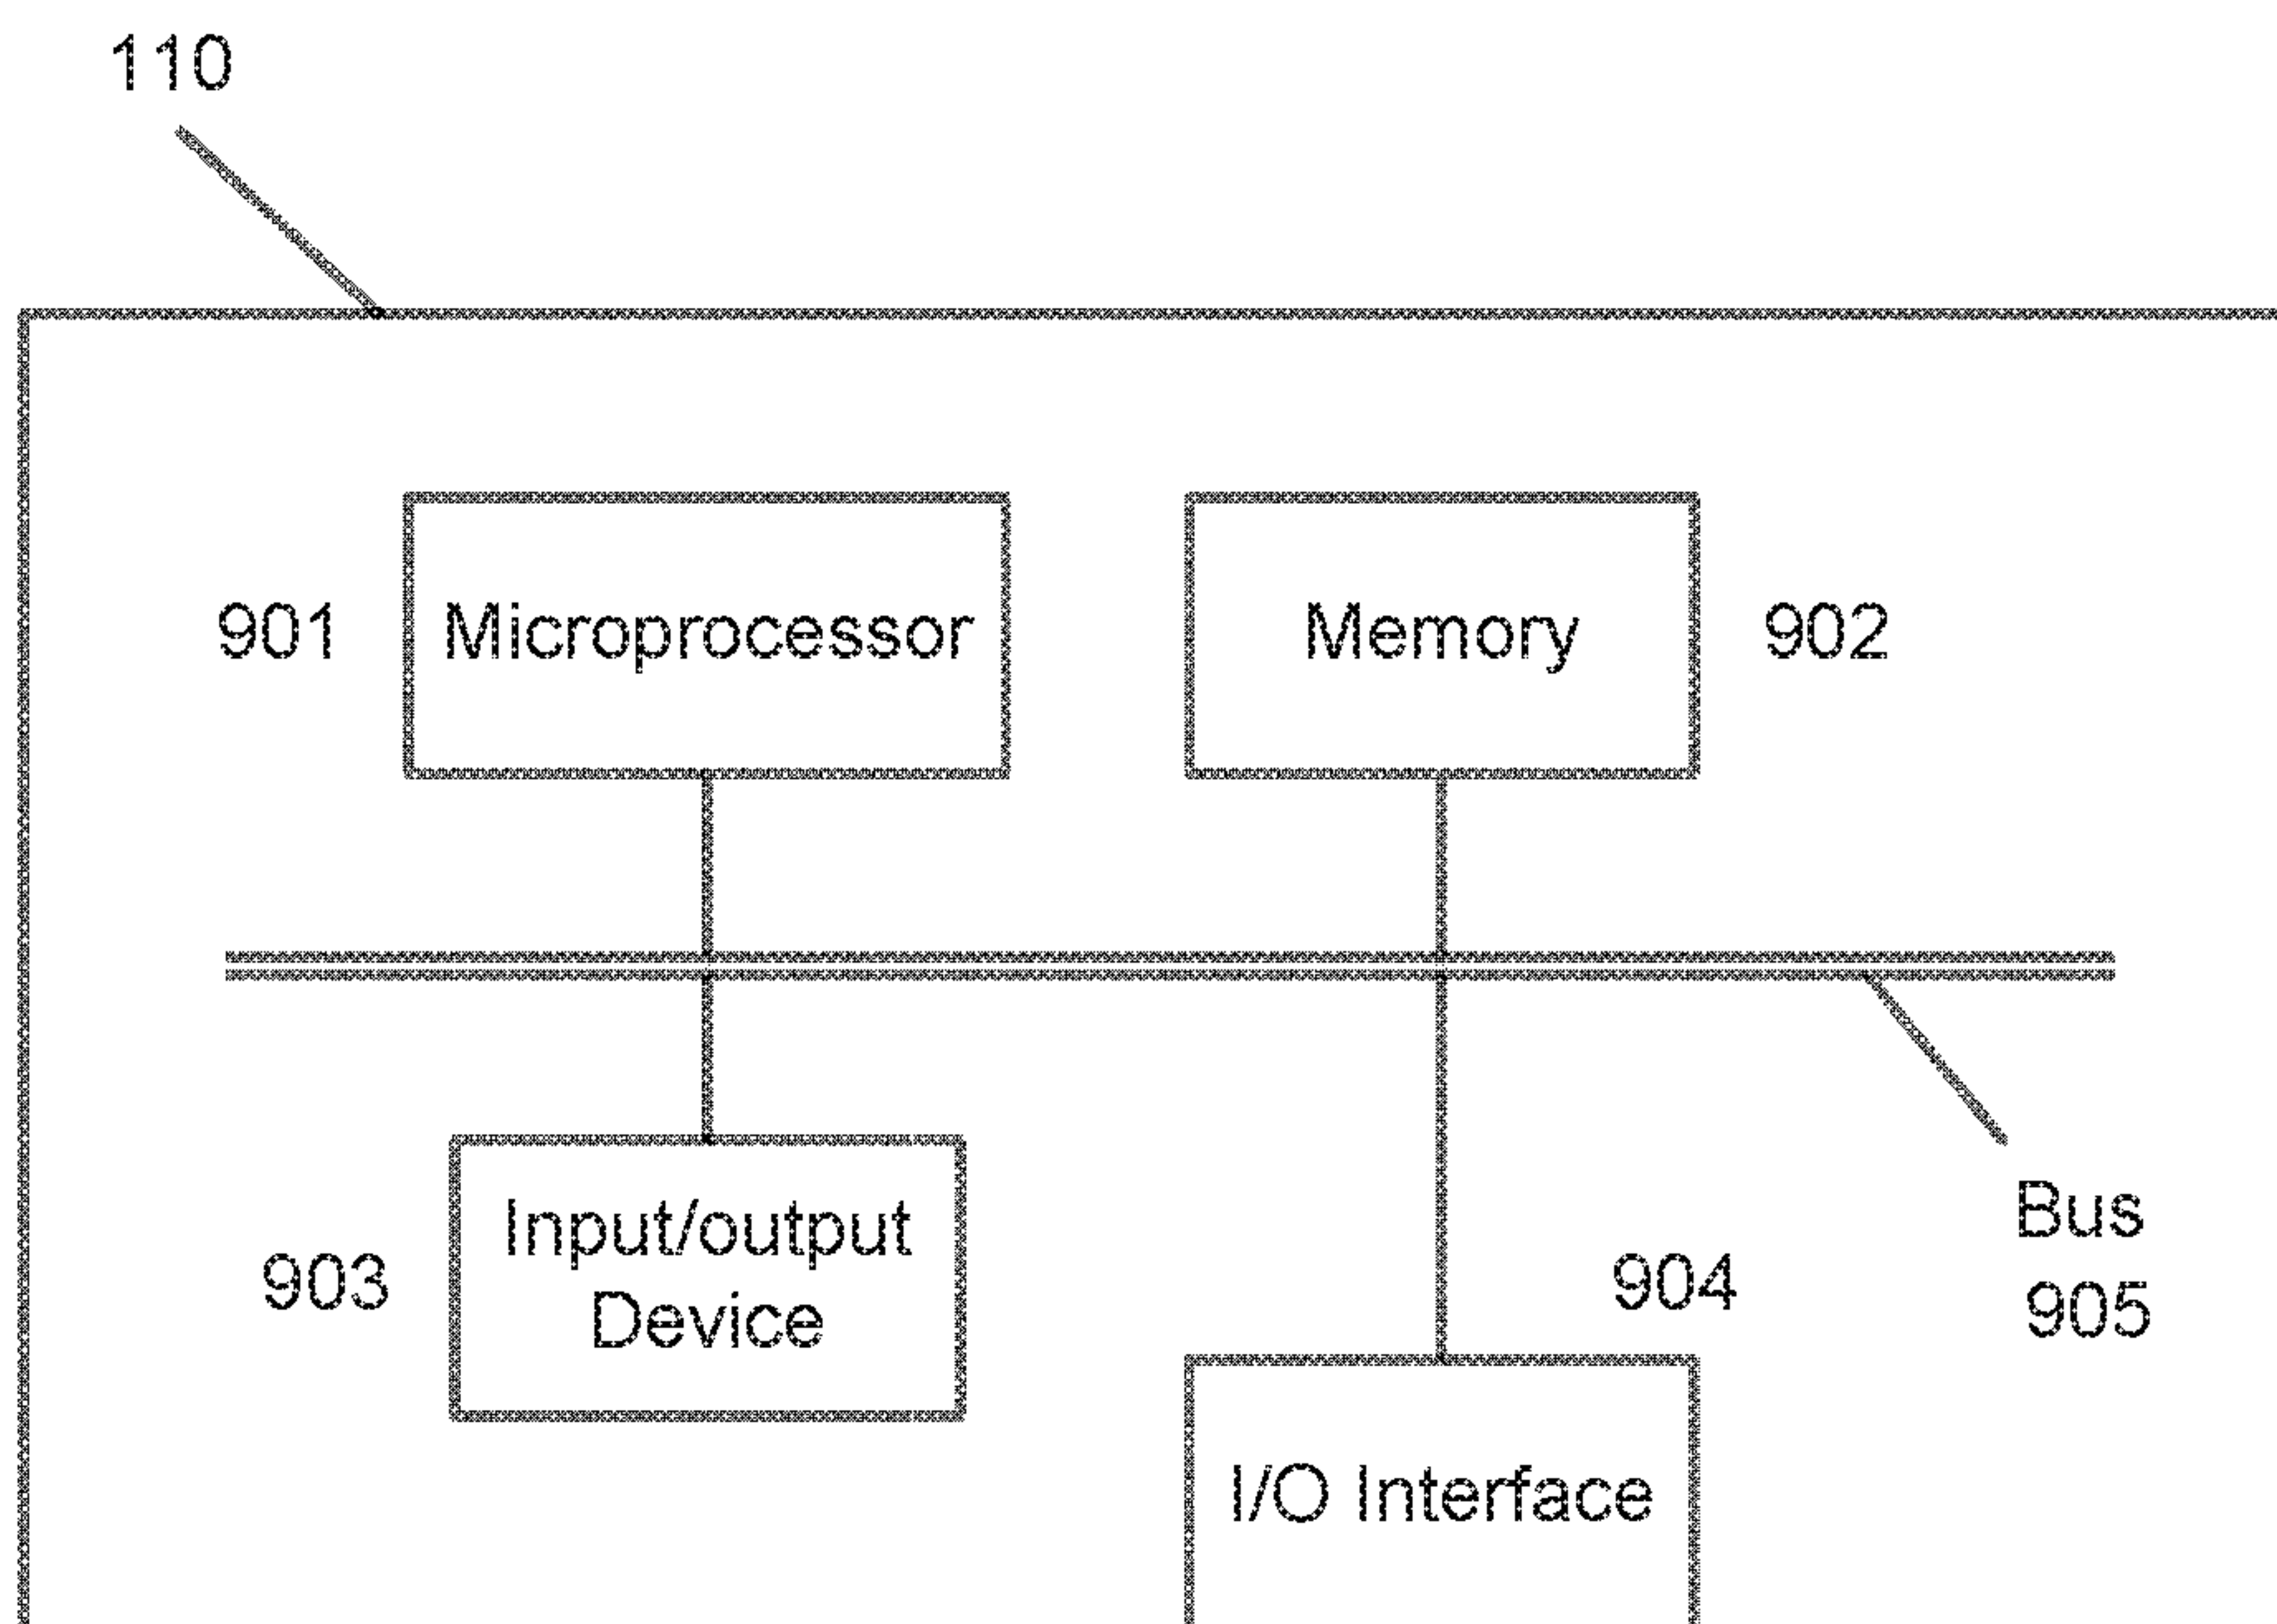 110
901
Microprocessor
Memory
902
903
Input/output
Device
904
Bus
905
I/O Interface